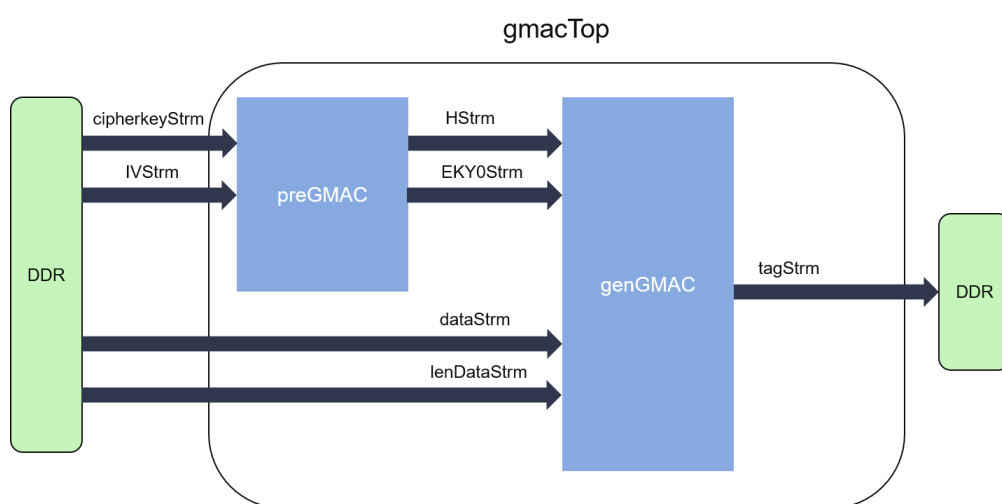 gmacTop
cipherkeyStrm
HStrm
IVStrm
EKY0Strm
preGMAC
DDR
genGMAC
tagStrm
DDR
dataStrm
lenDataStrm